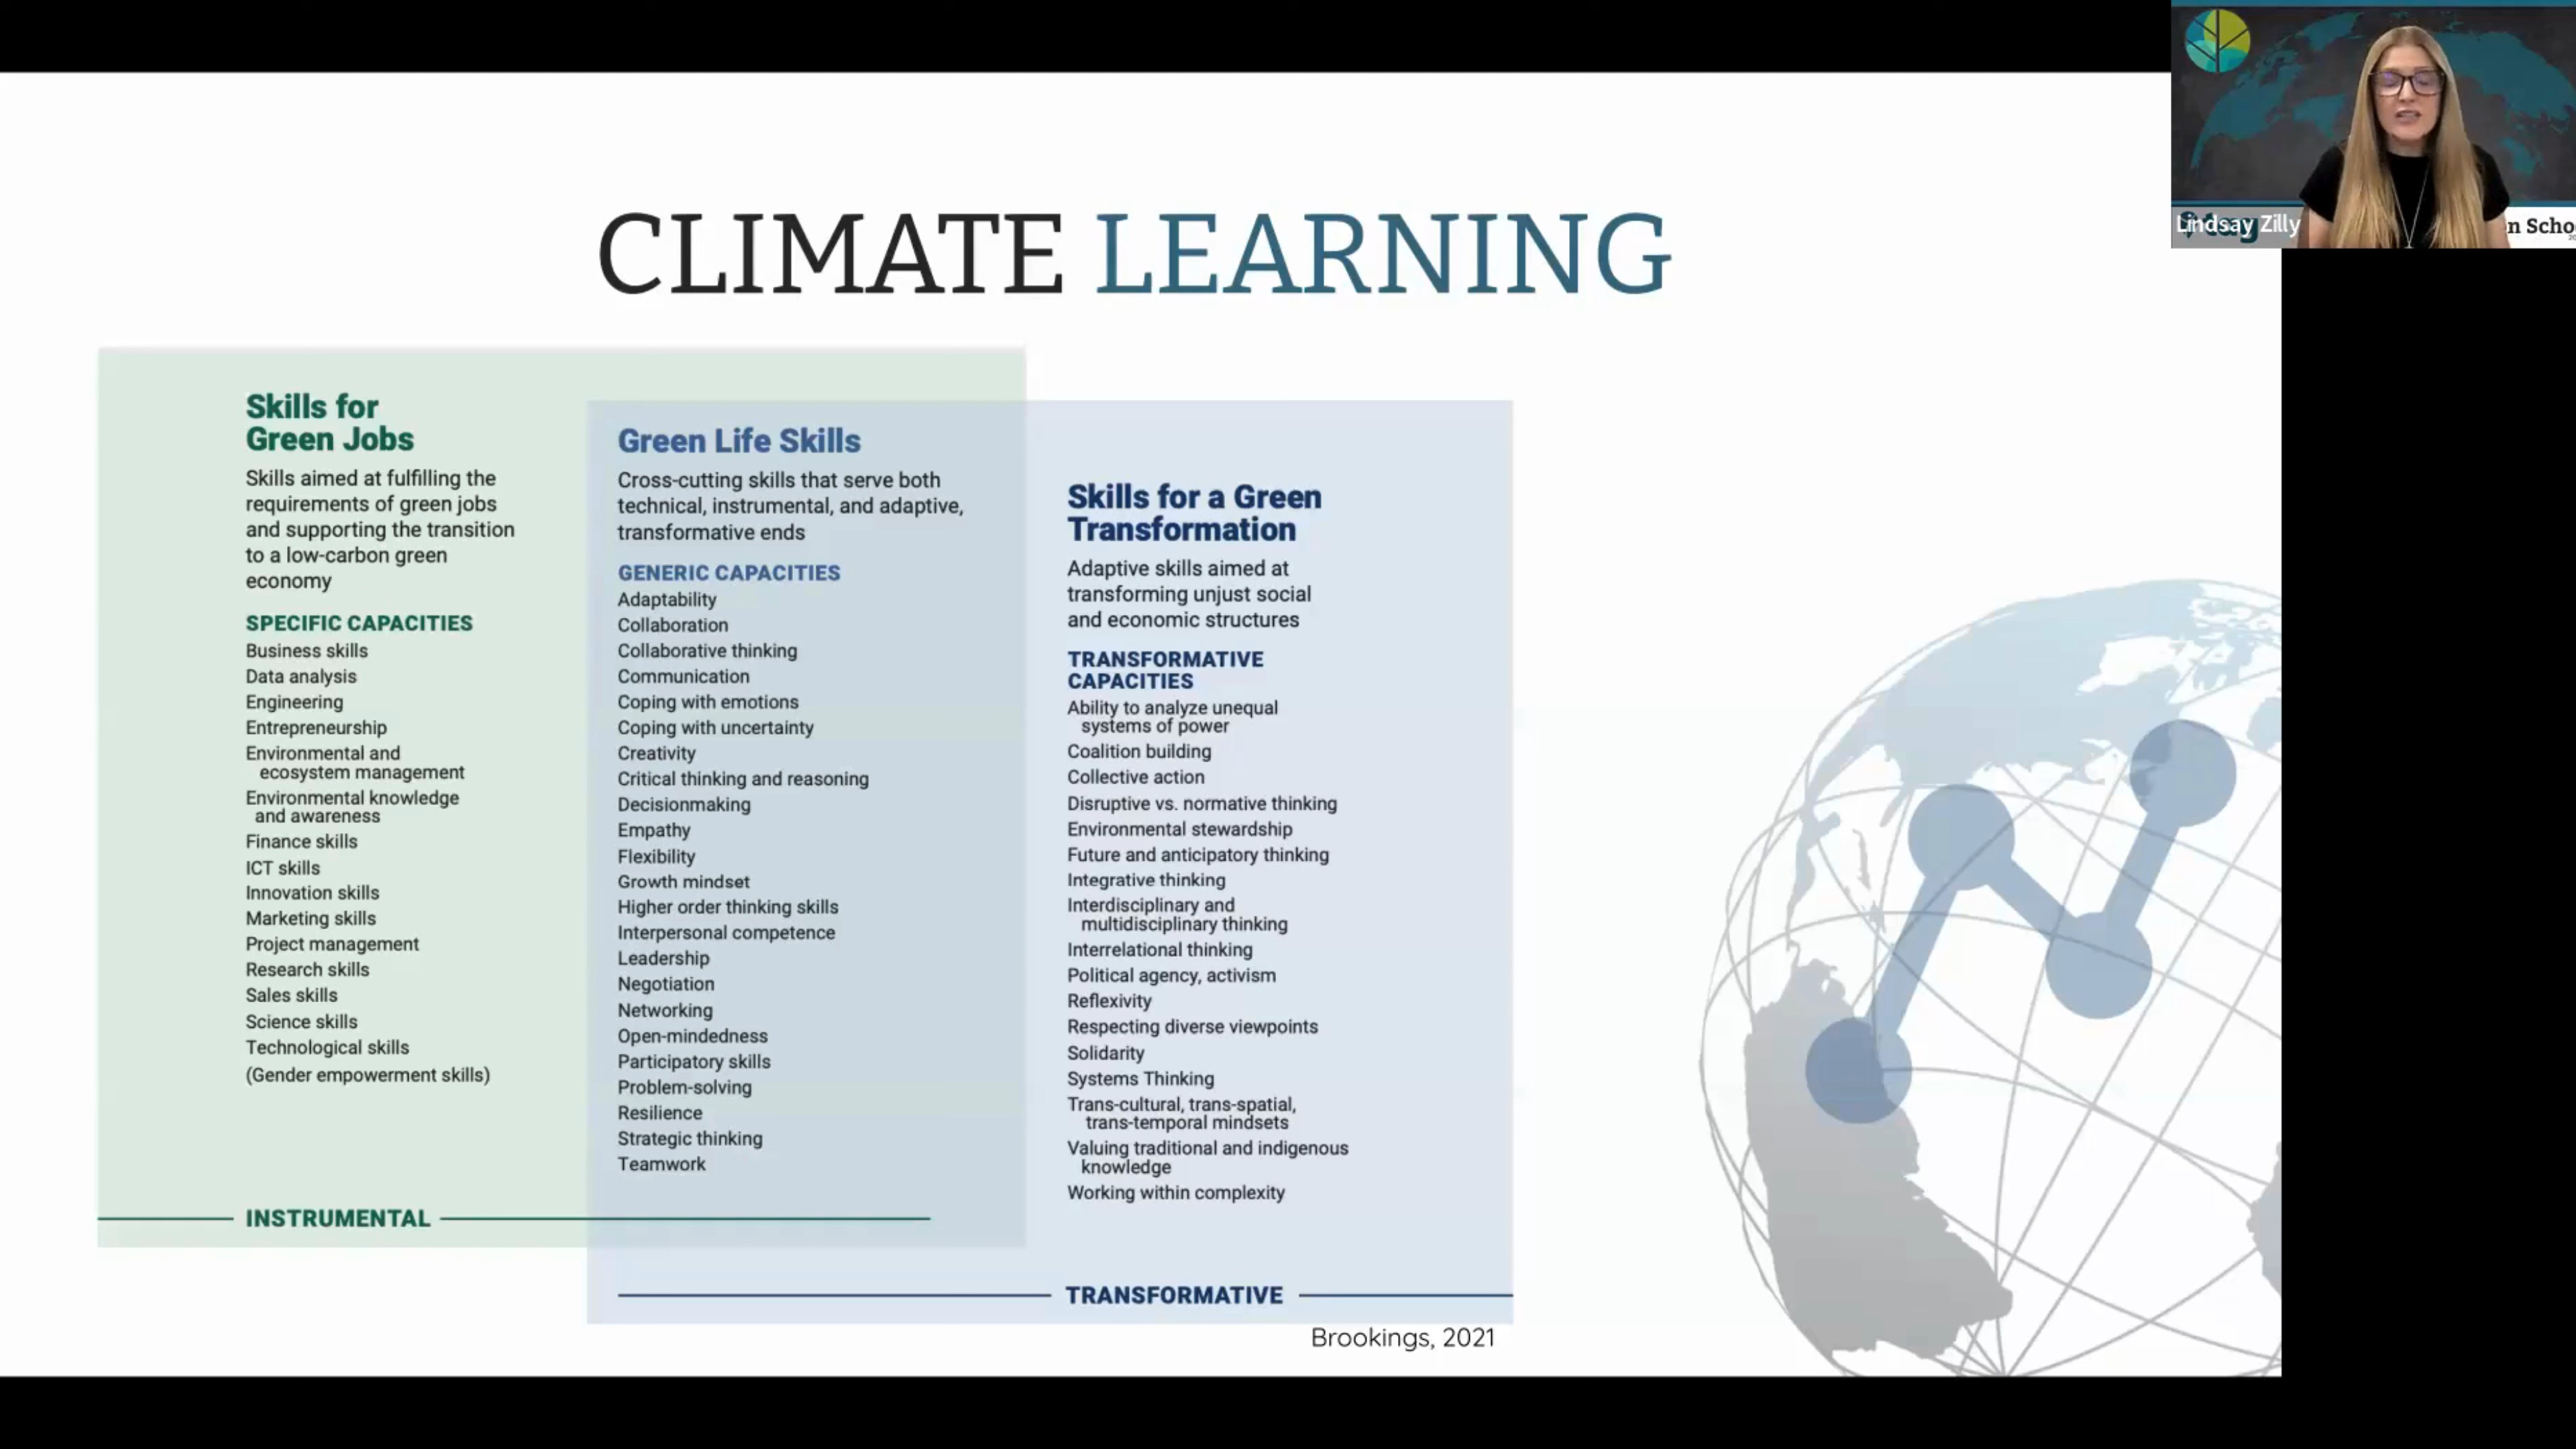 CLIMATE LEARNING
Skills for
Green Jobs
Skills aimed at fulfilling the
requirements of green jobs
and supporting the transition
to a low-carbon green
economy
SPECIFIC CAPACITIES
Business skills
Data analysis
Engineering
Entrepreneurship
Environmental and
ecosystem management
Environmental knowledge
and awareness
Finance skills
ICT skills
Innovation skills
Marketing skills
Project management
Research skills
Sales skills
Science skills
Technological skills
(Gender empowerment skills)
INSTRUMENTAL
Green Life Skills
Cross-cutting skills that serve both
technical, instrumental, and adaptive,
transformative ends
GENERIC CAPACITIES
Adaptability
Collaboration
Collaborative thinking
Communication
Coping with emotions
Coping with uncertainty
Creativity
Critical thinking and reasoning
Decisionmaking
Empathy
Flexibility
Growth mindset
Higher order thinking skills
Interpersonal competence
Leadership
Negotiation
Networking
Open-mindedness
Participatory skills
Problem-solving
Resilience
Strategic thinking
Teamwork
Skills for a Green
Transformation
Adaptive skills aimed at
transforming unjust social
and economic structures
TRANSFORMATIVE
CAPACITIES
Ability to analyze unequal
systems of power
Coalition building
Collective action
Disruptive vs. normative thinking
Environmental stewardship
Future and anticipatory thinking
Integrative thinking
Interdisciplinary and
multidisciplinary thinking
Interrelational thinking
Political agency, activism
Reflexivity
Respecting diverse viewpoints
Solidarity
Systems Thinking
Trans-cultural, trans-spatial,
trans-temporal mindsets
Valuing traditional and indigenous
knowledge
Working within complexity
TRANSFORMATIVE
Brookings, 2021
Lindsay Zilly
n Scho